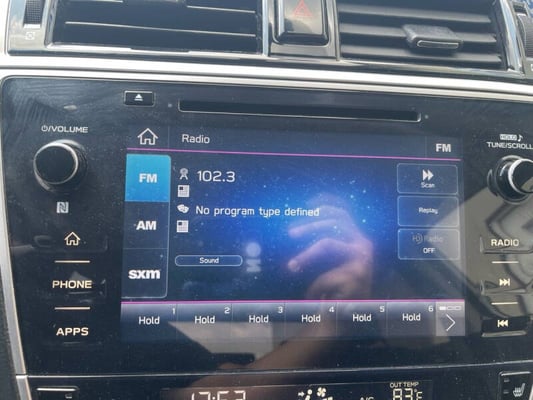 ⏻/VOLUME
HOLD ♪
TUNE/SCROLL
Radio
FM
FM
102.3
Scan
AM
No program type defined
Replay
HD Radio
OFF
RADIO
sxm
Sound
PHONE
APPS
1 2 3 4 5 6
Hold Hold Hold Hold Hold Hold
OUT TEMP
A/C
83°F